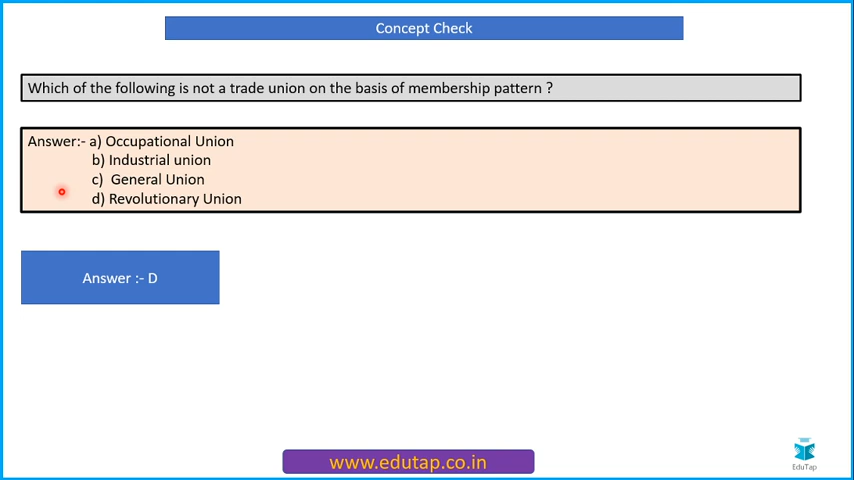 Concept Check
Which of the following is not a trade union on the basis of membership pattern ?
Answer:- a) Occupational Union
b) Industrial union
c) General Union
d) Revolutionary Union
Answer :- D
www.edutap.co.in
EduTap